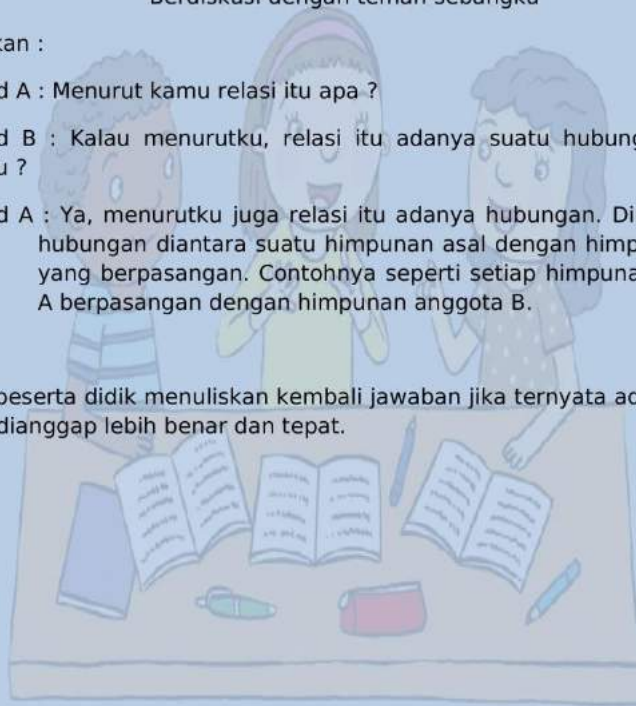 Berdiskusi dengan teman sebangku
kan :
d A : Menurut kamu relasi itu apa ?
d B : Kalau menurutku, relasi itu adanya suatu hubung
u ?
d A : Ya, menurutku juga relasi itu adanya hubungan. Di
hubungan diantara suatu himpunan asal dengan himp
yang berpasangan. Contohnya seperti setiap himpuna
A berpasangan dengan himpunan anggota B.
peserta didik menuliskan kembali jawaban jika ternyata ad
dianggap lebih benar dan tepat.